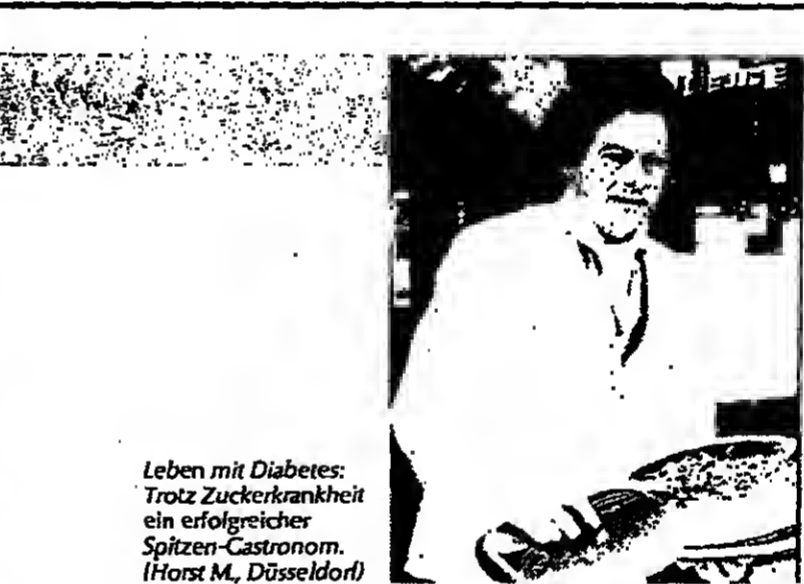 Leben mit Diabetes:
Trotz Zuckerkrankheit
ein erfolgreicher
Spitzen-Gastronom.
(Horst M., Düsseldorf)